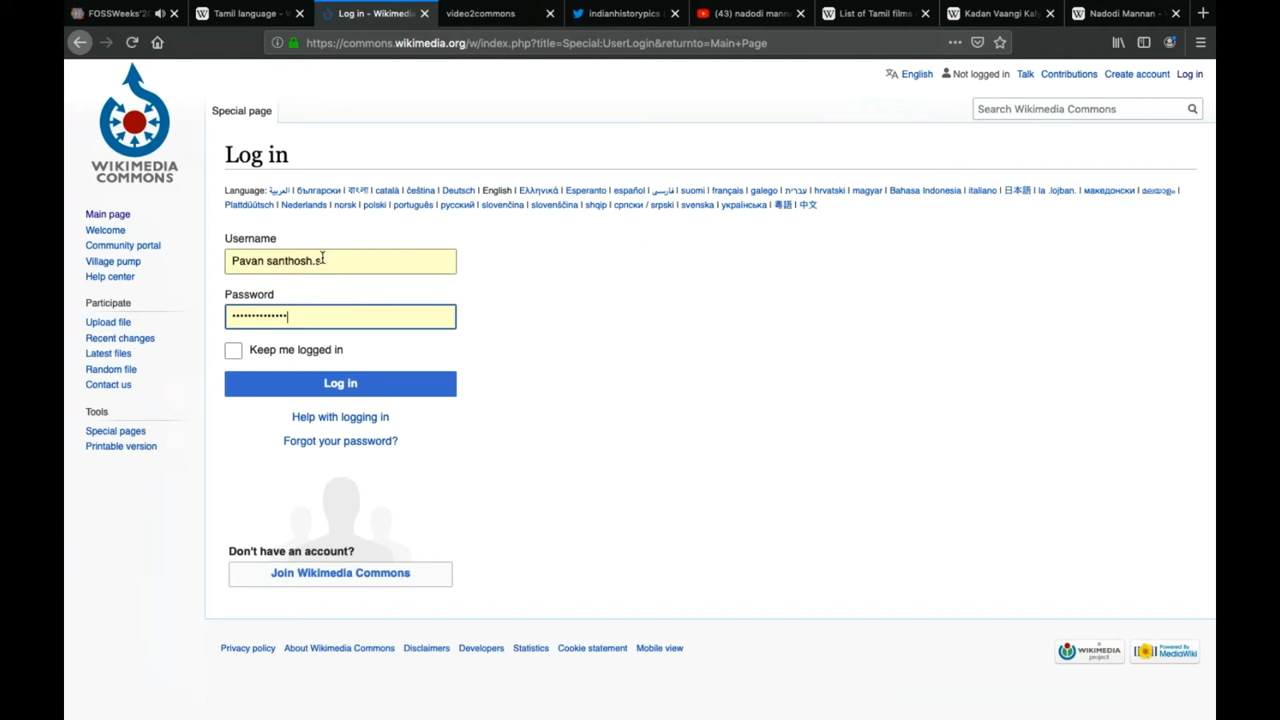 FOSSWeeks'20
Tamil language - W
Log in - Wikimedia
video2commons
indianhistorypics (
(43) nadodi mann
List of Tamil films
Kadan Vaangi Kal
Nadodi Mannan - W
https://commons.wikimedia.org/w/index.php?title=Special:UserLogin&returnto=Main+Page
English Not logged in Talk Contributions Create account Log in
Special page
Search Wikimedia Commons
WIKIMEDIA
COMMONS
Log in
Language: العربية | български | বাংলা | català | čeština | Deutsch | English | Ελληνικά | Esperanto | español | فارسی | suomi | français | galego | עברית | hrvatski | magyar | Bahasa Indonesia | italiano | 日本語 | la .lojban. | македонски | മലയാളം |
Plattdüütsch | Nederlands | norsk | polski | português | русский | slovenčina | slovenščina | shqip | српски / srpski | svenska | українська | 粵語 | 中文
Main page
Welcome
Community portal
Village pump
Help center
Participate
Upload file
Recent changes
Latest files
Random file
Contact us
Tools
Special pages
Printable version
Username
Pavan santhosh.s
Password
••••••••••••••
Keep me logged in
Log in
Help with logging in
Forgot your password?
Don't have an account?
Join Wikimedia Commons
Privacy policy About Wikimedia Commons Disclaimers Developers Statistics Cookie statement Mobile view
a WIKIMEDIA project
Powered By MediaWiki